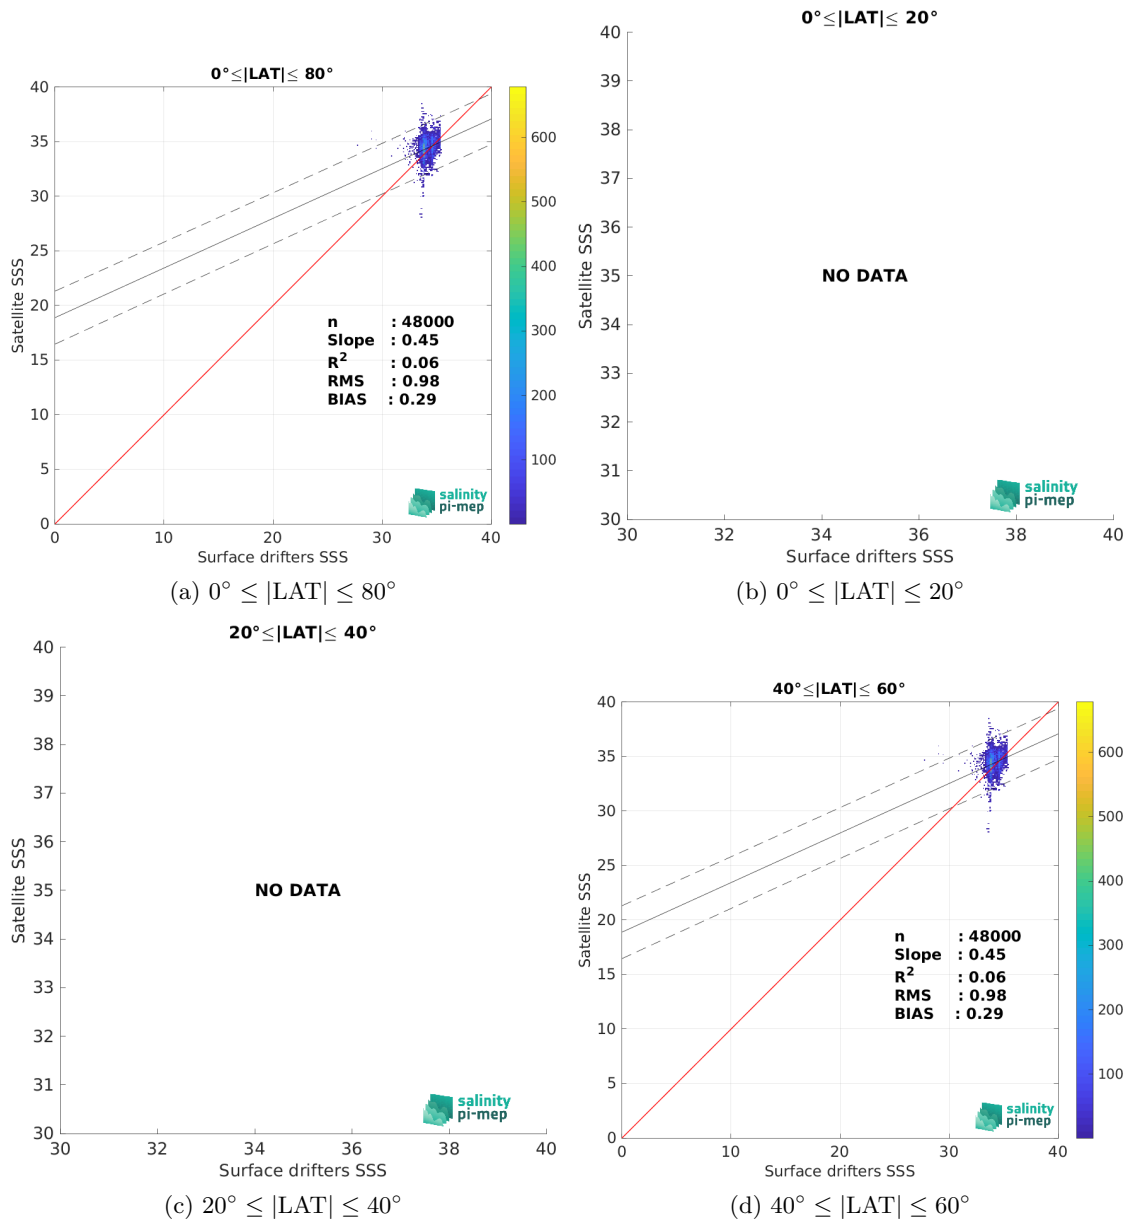 0°≤|LAT|≤ 80°
40
35
30
25
20
15
10
5
0
0
10
20
30
40
600
500
400
300
200
100
Satellite SSS
Surface drifters SSS
n : 48000
Slope : 0.45
R2 : 0.06
RMS : 0.98
BIAS : 0.29
salinity
pi-mep
(a) 0° ≤ |LAT| ≤ 80°
0°≤|LAT|≤ 20°
40
39
38
37
36
35
34
33
32
31
30
30
32
34
36
38
40
Satellite SSS
NO DATA
Surface drifters SSS
salinity
pi-mep
(b) 0° ≤ |LAT| ≤ 20°
20°≤|LAT|≤ 40°
40
39
38
37
36
35
34
33
32
31
30
30
32
34
36
38
40
Satellite SSS
NO DATA
Surface drifters SSS
salinity
pi-mep
(c) 20° ≤ |LAT| ≤ 40°
40°≤|LAT|≤ 60°
40
35
30
25
20
15
10
5
0
0
10
20
30
40
600
500
400
300
200
100
Satellite SSS
Surface drifters SSS
n : 48000
Slope : 0.45
R2 : 0.06
RMS : 0.98
BIAS : 0.29
salinity
pi-mep
(d) 40° ≤ |LAT| ≤ 60°